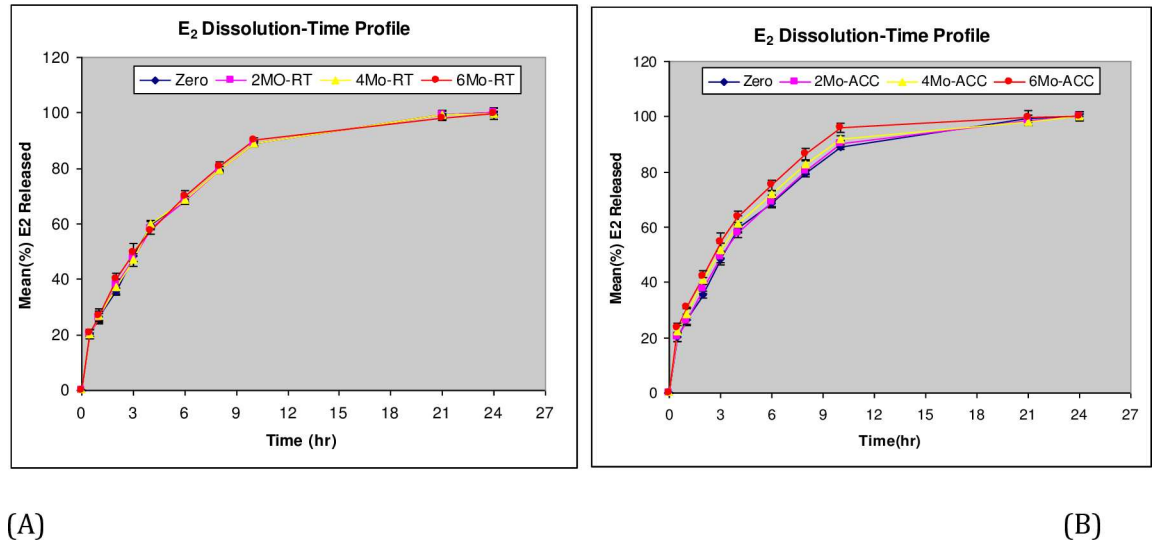 E2 Dissolution-Time Profile
120
100
80
60
40
20
0
Mean(%) E2 Released
Zero 2MO-RT 4Mo-RT 6Mo-RT
0 3 6 9 12 15 18 21 24 27
Time (hr)
E2 Dissolution-Time Profile
120
100
80
60
40
20
0
Mean(%) E2 Released
Zero 2Mo-ACC 4Mo-ACC 6Mo-ACC
0 3 6 9 12 15 18 21 24 27
Time(hr)
(A) (B)